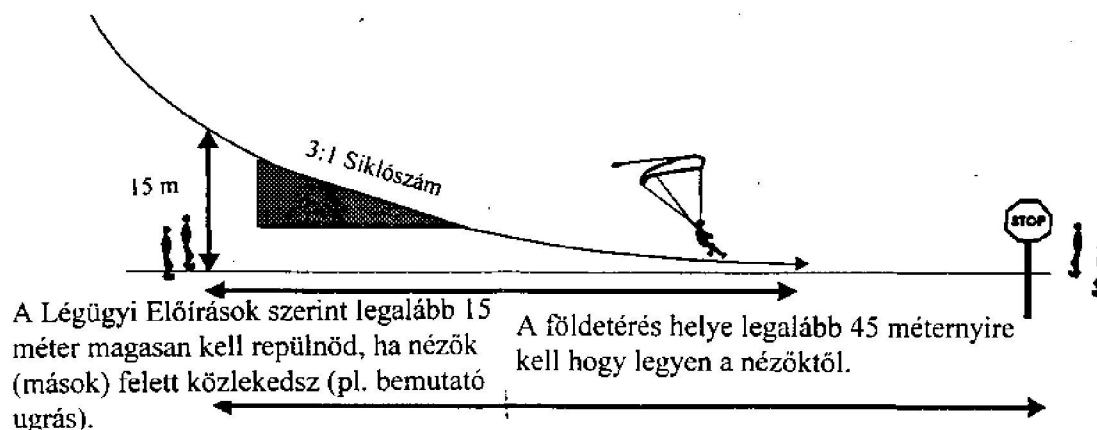 3:1 Siklószám
15 m
STOP
A Légügyi Előírások szerint legalább 15
méter magasan kell repülnöd, ha nézők
(mások) felett közlekedsz (pl. bemutató
ugrás).
A földetérés helye legalább 45 méternyire
kell hogy legyen a nézőktől.